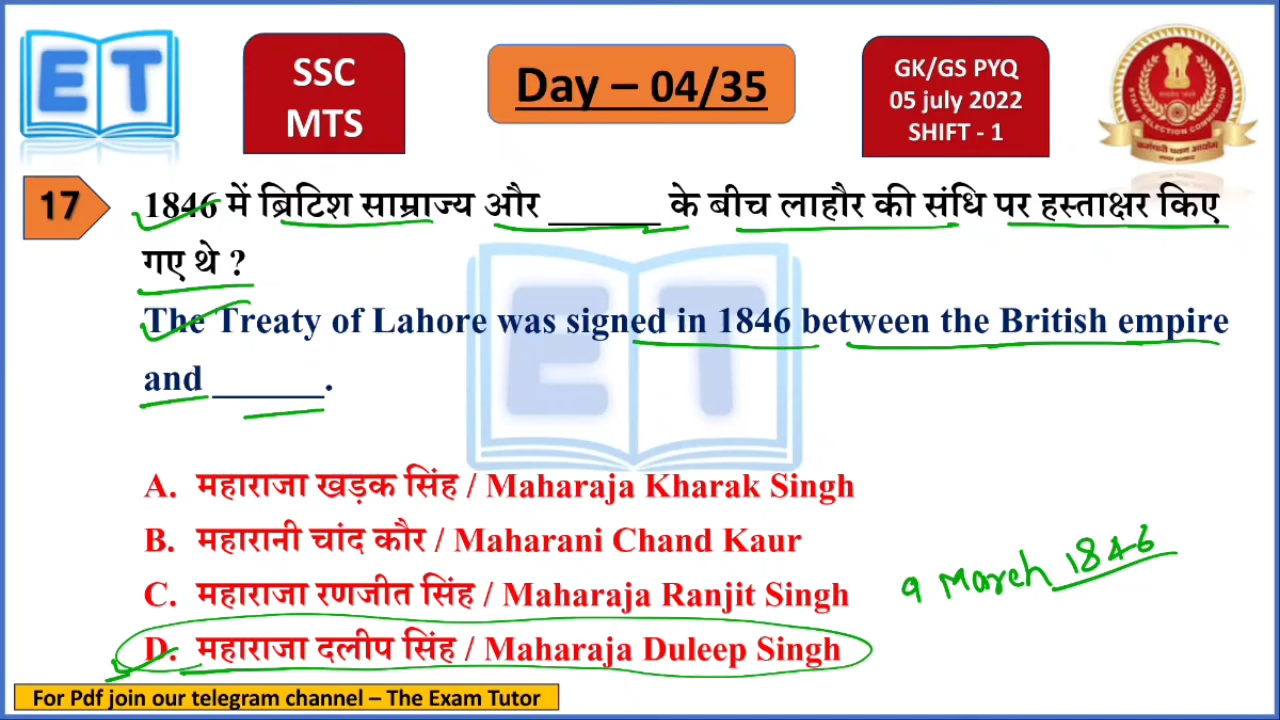 ET
SSC
MTS
Day – 04/35
GK/GS PYQ
05 july 2022
SHIFT - 1
17
1846 में ब्रिटिश साम्राज्य और ______ के बीच लाहौर की संधि पर हस्ताक्षर किए
गए थे ?
ET
The Treaty of Lahore was signed in 1846 between the British empire
and ______.
A. महाराजा खड़क सिंह / Maharaja Kharak Singh
B. महारानी चांद कौर / Maharani Chand Kaur
C. महाराजा रणजीत सिंह / Maharaja Ranjit Singh
9 March 1846
D. महाराजा दलीप सिंह / Maharaja Duleep Singh
For Pdf join our telegram channel – The Exam Tutor